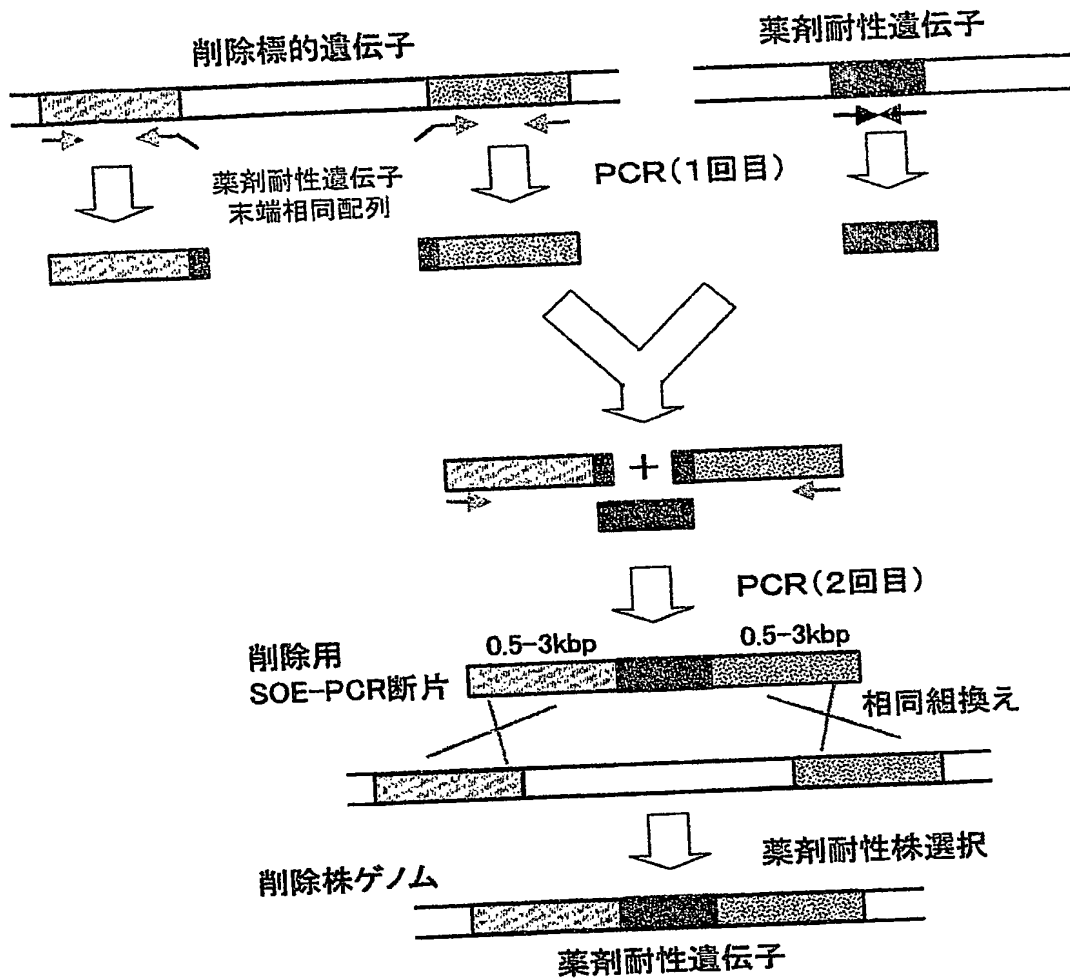 削除標的遺伝子
薬剤耐性遺伝子
薬剤耐性遺伝子
末端相同配列
PCR(1回目)
PCR(2回目)
0.5-3kbp
0.5-3kbp
削除用
SOE-PCR断片
相同組換え
薬剤耐性株選択
削除株ゲノム
薬剤耐性遺伝子